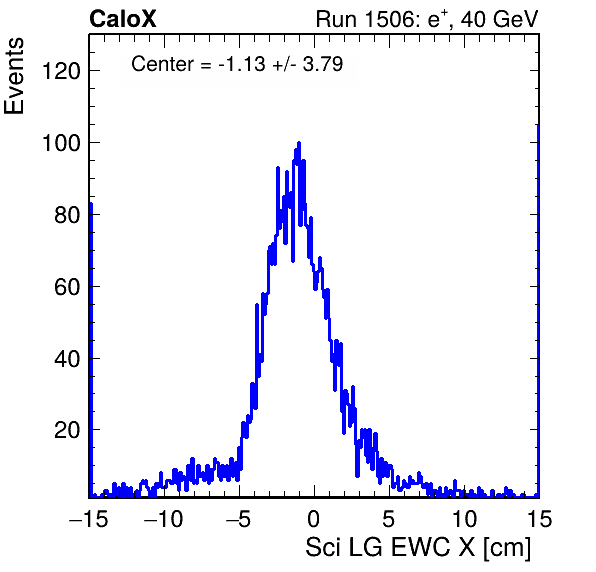 CaloX Run 1506: e⁺, 40 GeV
Center = -1.13 +/- 3.79
Events
120
100
80
60
40
20
−15 −10 −5 0 5 10 15
Sci LG EWC X [cm]